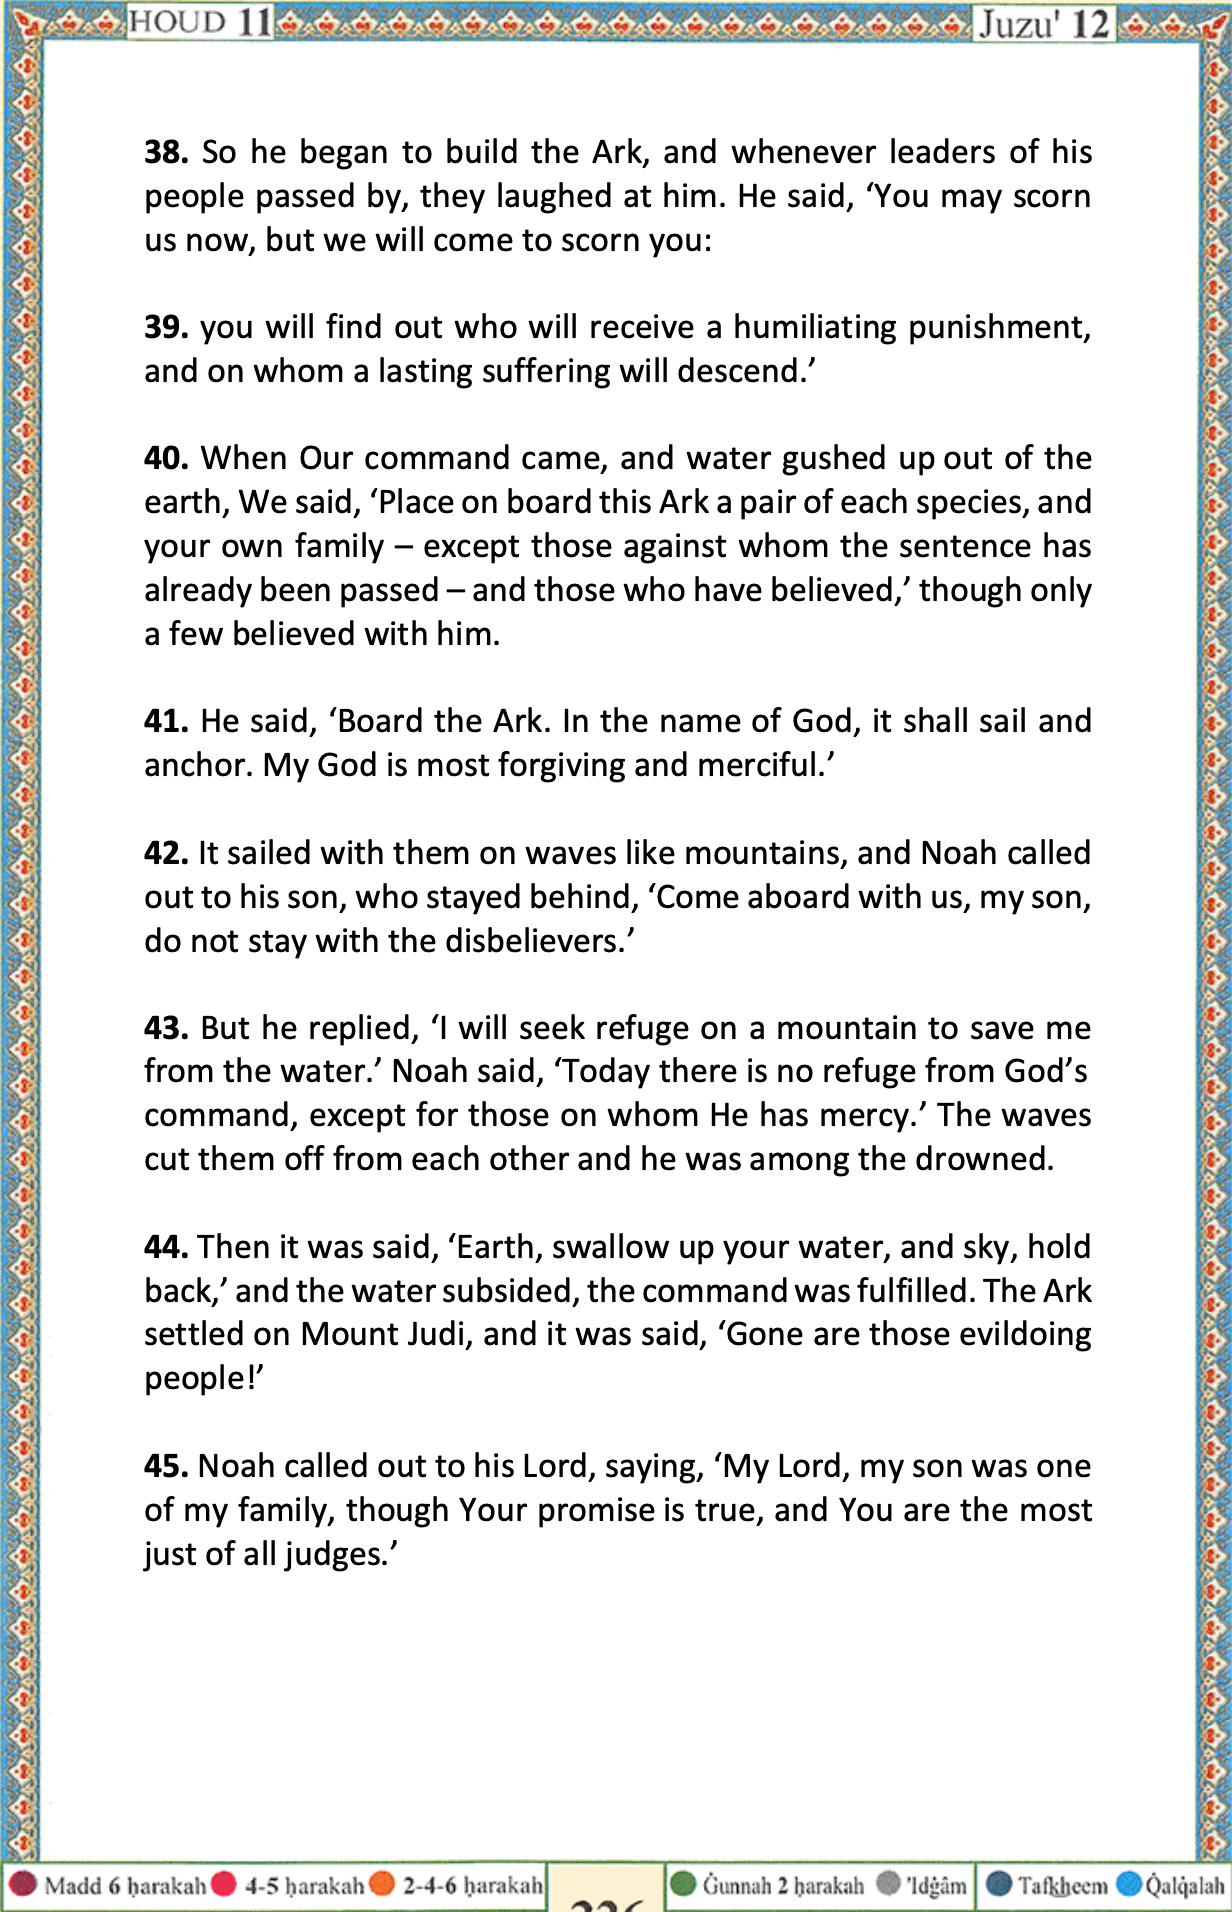 HOUD 11
Juzu' 12
38. So he began to build the Ark, and whenever leaders of his
people passed by, they laughed at him. He said, ‘You may scorn
us now, but we will come to scorn you:
39. you will find out who will receive a humiliating punishment,
and on whom a lasting suffering will descend.’
40. When Our command came, and water gushed up out of the
earth, We said, ‘Place on board this Ark a pair of each species, and
your own family – except those against whom the sentence has
already been passed – and those who have believed,’ though only
a few believed with him.
41. He said, ‘Board the Ark. In the name of God, it shall sail and
anchor. My God is most forgiving and merciful.’
42. It sailed with them on waves like mountains, and Noah called
out to his son, who stayed behind, ‘Come aboard with us, my son,
do not stay with the disbelievers.’
43. But he replied, ‘I will seek refuge on a mountain to save me
from the water.’ Noah said, ‘Today there is no refuge from God’s
command, except for those on whom He has mercy.’ The waves
cut them off from each other and he was among the drowned.
44. Then it was said, ‘Earth, swallow up your water, and sky, hold
back,’ and the water subsided, the command was fulfilled. The Ark
settled on Mount Judi, and it was said, ‘Gone are those evildoing
people!’
45. Noah called out to his Lord, saying, ‘My Lord, my son was one
of my family, though Your promise is true, and You are the most
just of all judges.’
Madd 6 ḥarakah 4-5 ḥarakah 2-4-6 ḥarakah
Ġunnah 2 ḥarakah 'Idġâm Tafkheem Q̇alq̇alah